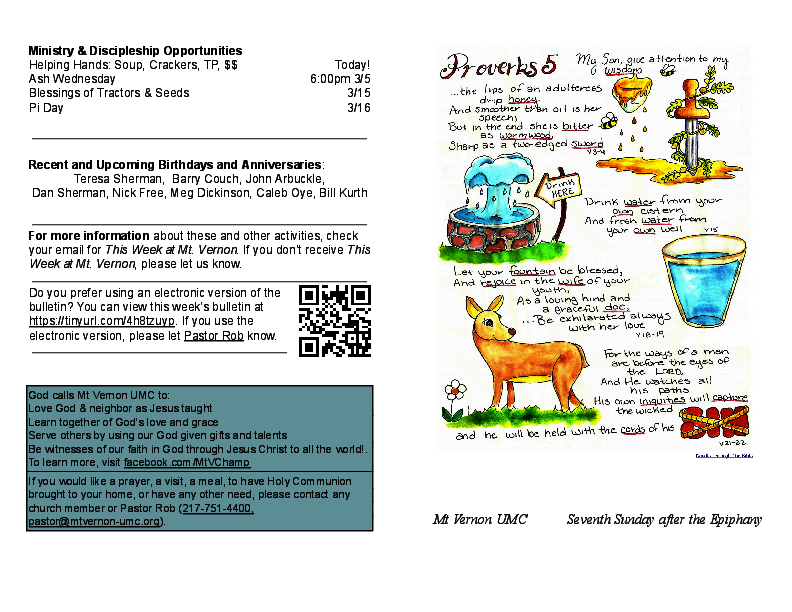 Ministry & Discipleship Opportunities
Helping Hands: Soup, Crackers, TP, $$ Today!
Ash Wednesday 6:00pm 3/5
Blessings of Tractors & Seeds 3/15
Pi Day 3/16
Recent and Upcoming Birthdays and Anniversaries:
Teresa Sherman, Barry Couch, John Arbuckle,
Dan Sherman, Nick Free, Meg Dickinson, Caleb Oye, Bill Kurth
For more information about these and other activities, check
your email for This Week at Mt. Vernon. If you don't receive This
Week at Mt. Vernon, please let us know.
Do you prefer using an electronic version of the
bulletin? You can view this week's bulletin at
https://tinyurl.com/4h8tzuyp. If you use the
electronic version, please let Pastor Rob know.
God calls Mt Vernon UMC to:
Love God & neighbor as Jesus taught
Learn together of God's love and grace
Serve others by using our God given gifts and talents
Be witnesses of our faith in God through Jesus Christ to all the world!.
To learn more, visit facebook.com/MtVChamp
If you would like a prayer, a visit, a meal, to have Holy Communion
brought to your home, or have any other need, please contact any
church member or Pastor Rob (217-751-4400,
pastor@mtvernon-umc.org).
Proverbs 5
My Son, give attention to my
wisdom
...the lips of an adulteress
drip honey
And smoother than oil is her
speech;
But in the end she is bitter
as wormwood,
Sharp as a two-edged sword
v3-4
Drink
HERE
Drink water from your
own cistern
And fresh water from
your own well
v15
Let your fountain be blessed,
And rejoice in the wife of your
youth,
As a loving hind and
a graceful doe,
...Be exhilarated always
with her love
v18-19
For the ways of a man
are before the eyes of
the LORD,
And He watches all
his paths
His own iniquities will capture
the wicked
and he will be held with the cords of his
v21-22
Mt Vernon UMC Seventh Sunday after the Epiphany